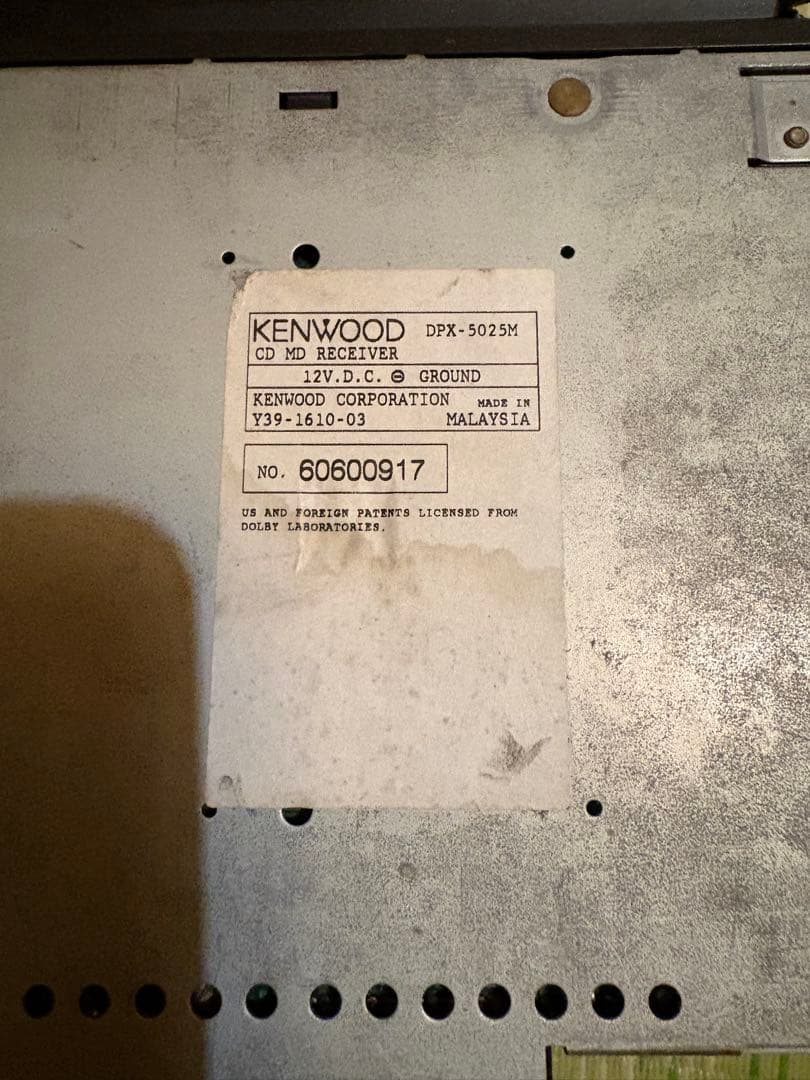 KENWOOD DPX-5025M
CD MD RECEIVER
12V.D.C. ⊖ GROUND
KENWOOD CORPORATION MADE IN
Y39-1610-03 MALAYSIA
NO. 60600917
US AND FOREIGN PATENTS LICENSED FROM
DOLBY LABORATORIES.